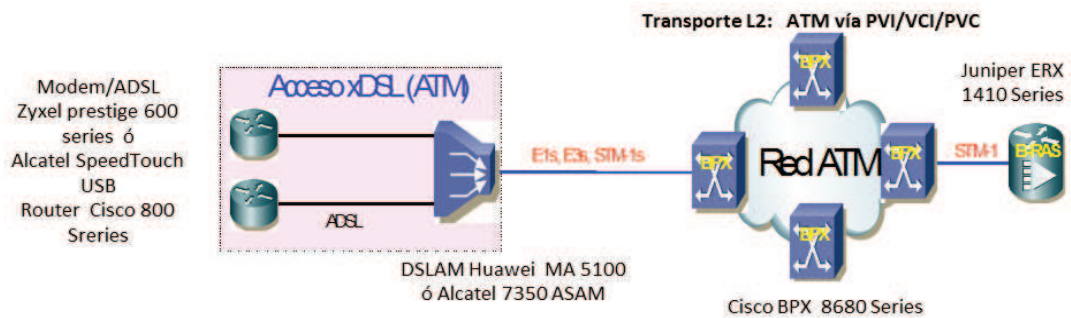 Transporte L2: ATM vía PVI/VCI/PVC
Modem/ADSL
Zyxel prestige 600
series ó
Alcatel SpeedTouch
USB
Router Cisco 800
Sreries
Acceso xDSL (ATM)
ADSL
DSLAM Huawei MA 5100
ó Alcatel 7350 ASAM
E1s, E3s, STM-1s
BPX
BPX
Red ATM
BPX
BPX
Cisco BPX 8680 Series
STM-1
Juniper ERX
1410 Series
B-RAS